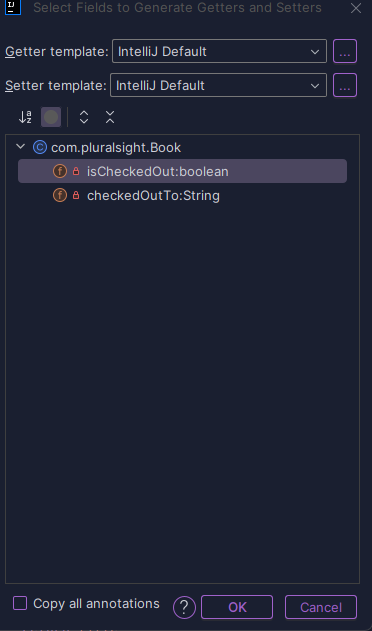 IJ Select Fields to Generate Getters and Setters
Getter template: IntelliJ Default ...
Setter template: IntelliJ Default ...
a
z
C com.pluralsight.Book
f isCheckedOut:boolean
f checkedOutTo:String
Copy all annotations ? OK Cancel